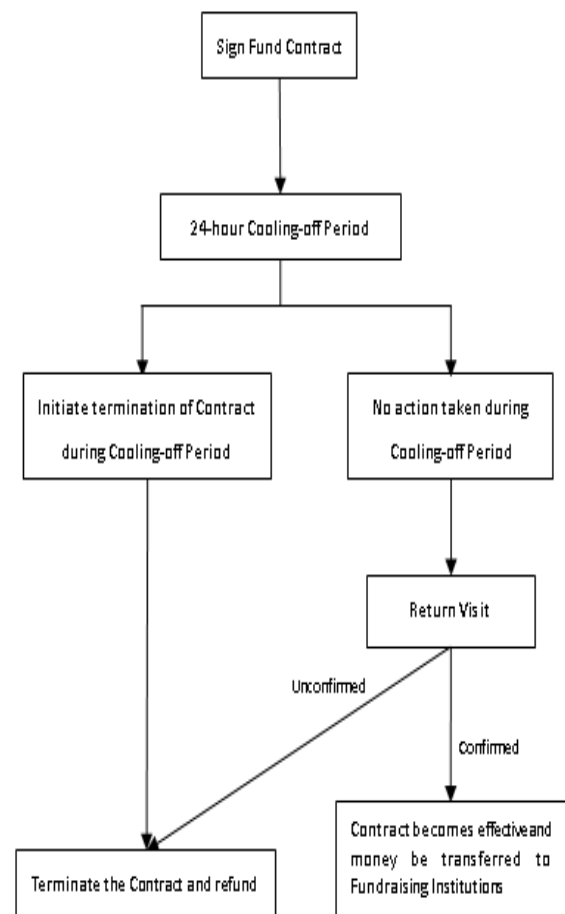 Sign Fund Contract
24-hour Cooling-off Period
Initiate termination of Contract
during Cooling-off Period
No action taken during
Cooling-off Period
Return Visit
Unconfirmed
Confirmed
Contract becomes effective and
money be transferred to
Fundraising Institutions
Terminate the Contract and refund